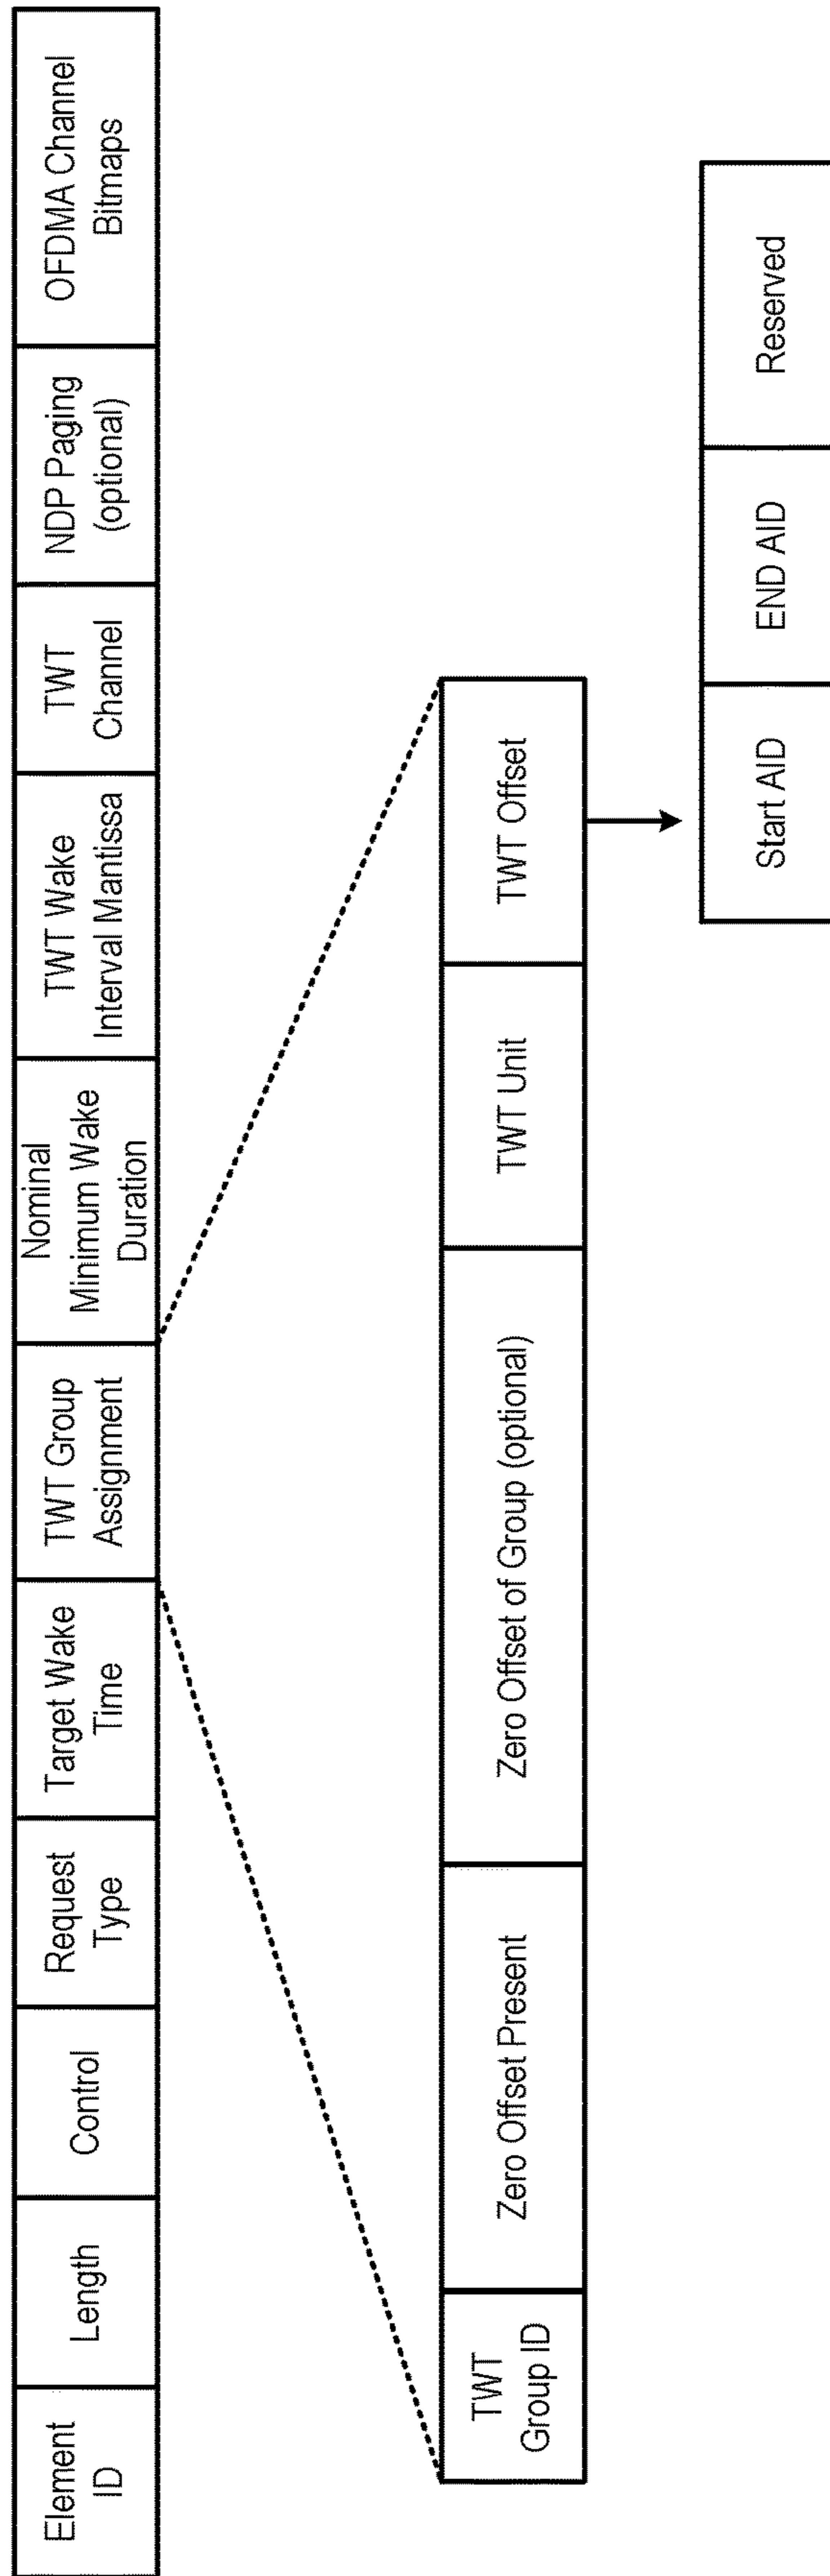 Element
ID
Length
Control
Request
Type
Target Wake
Time
TWT Group
Assignment
Nominal
Minimum Wake
Duration
TWT Wake
Interval Mantissa
TWT
Channel
NDP Paging
(optional)
OFDMA Channel
Bitmaps
TWT
Group ID
Zero Offset Present
Zero Offset of Group (optional)
TWT Unit
TWT Offset
Start AID
END AID
Reserved